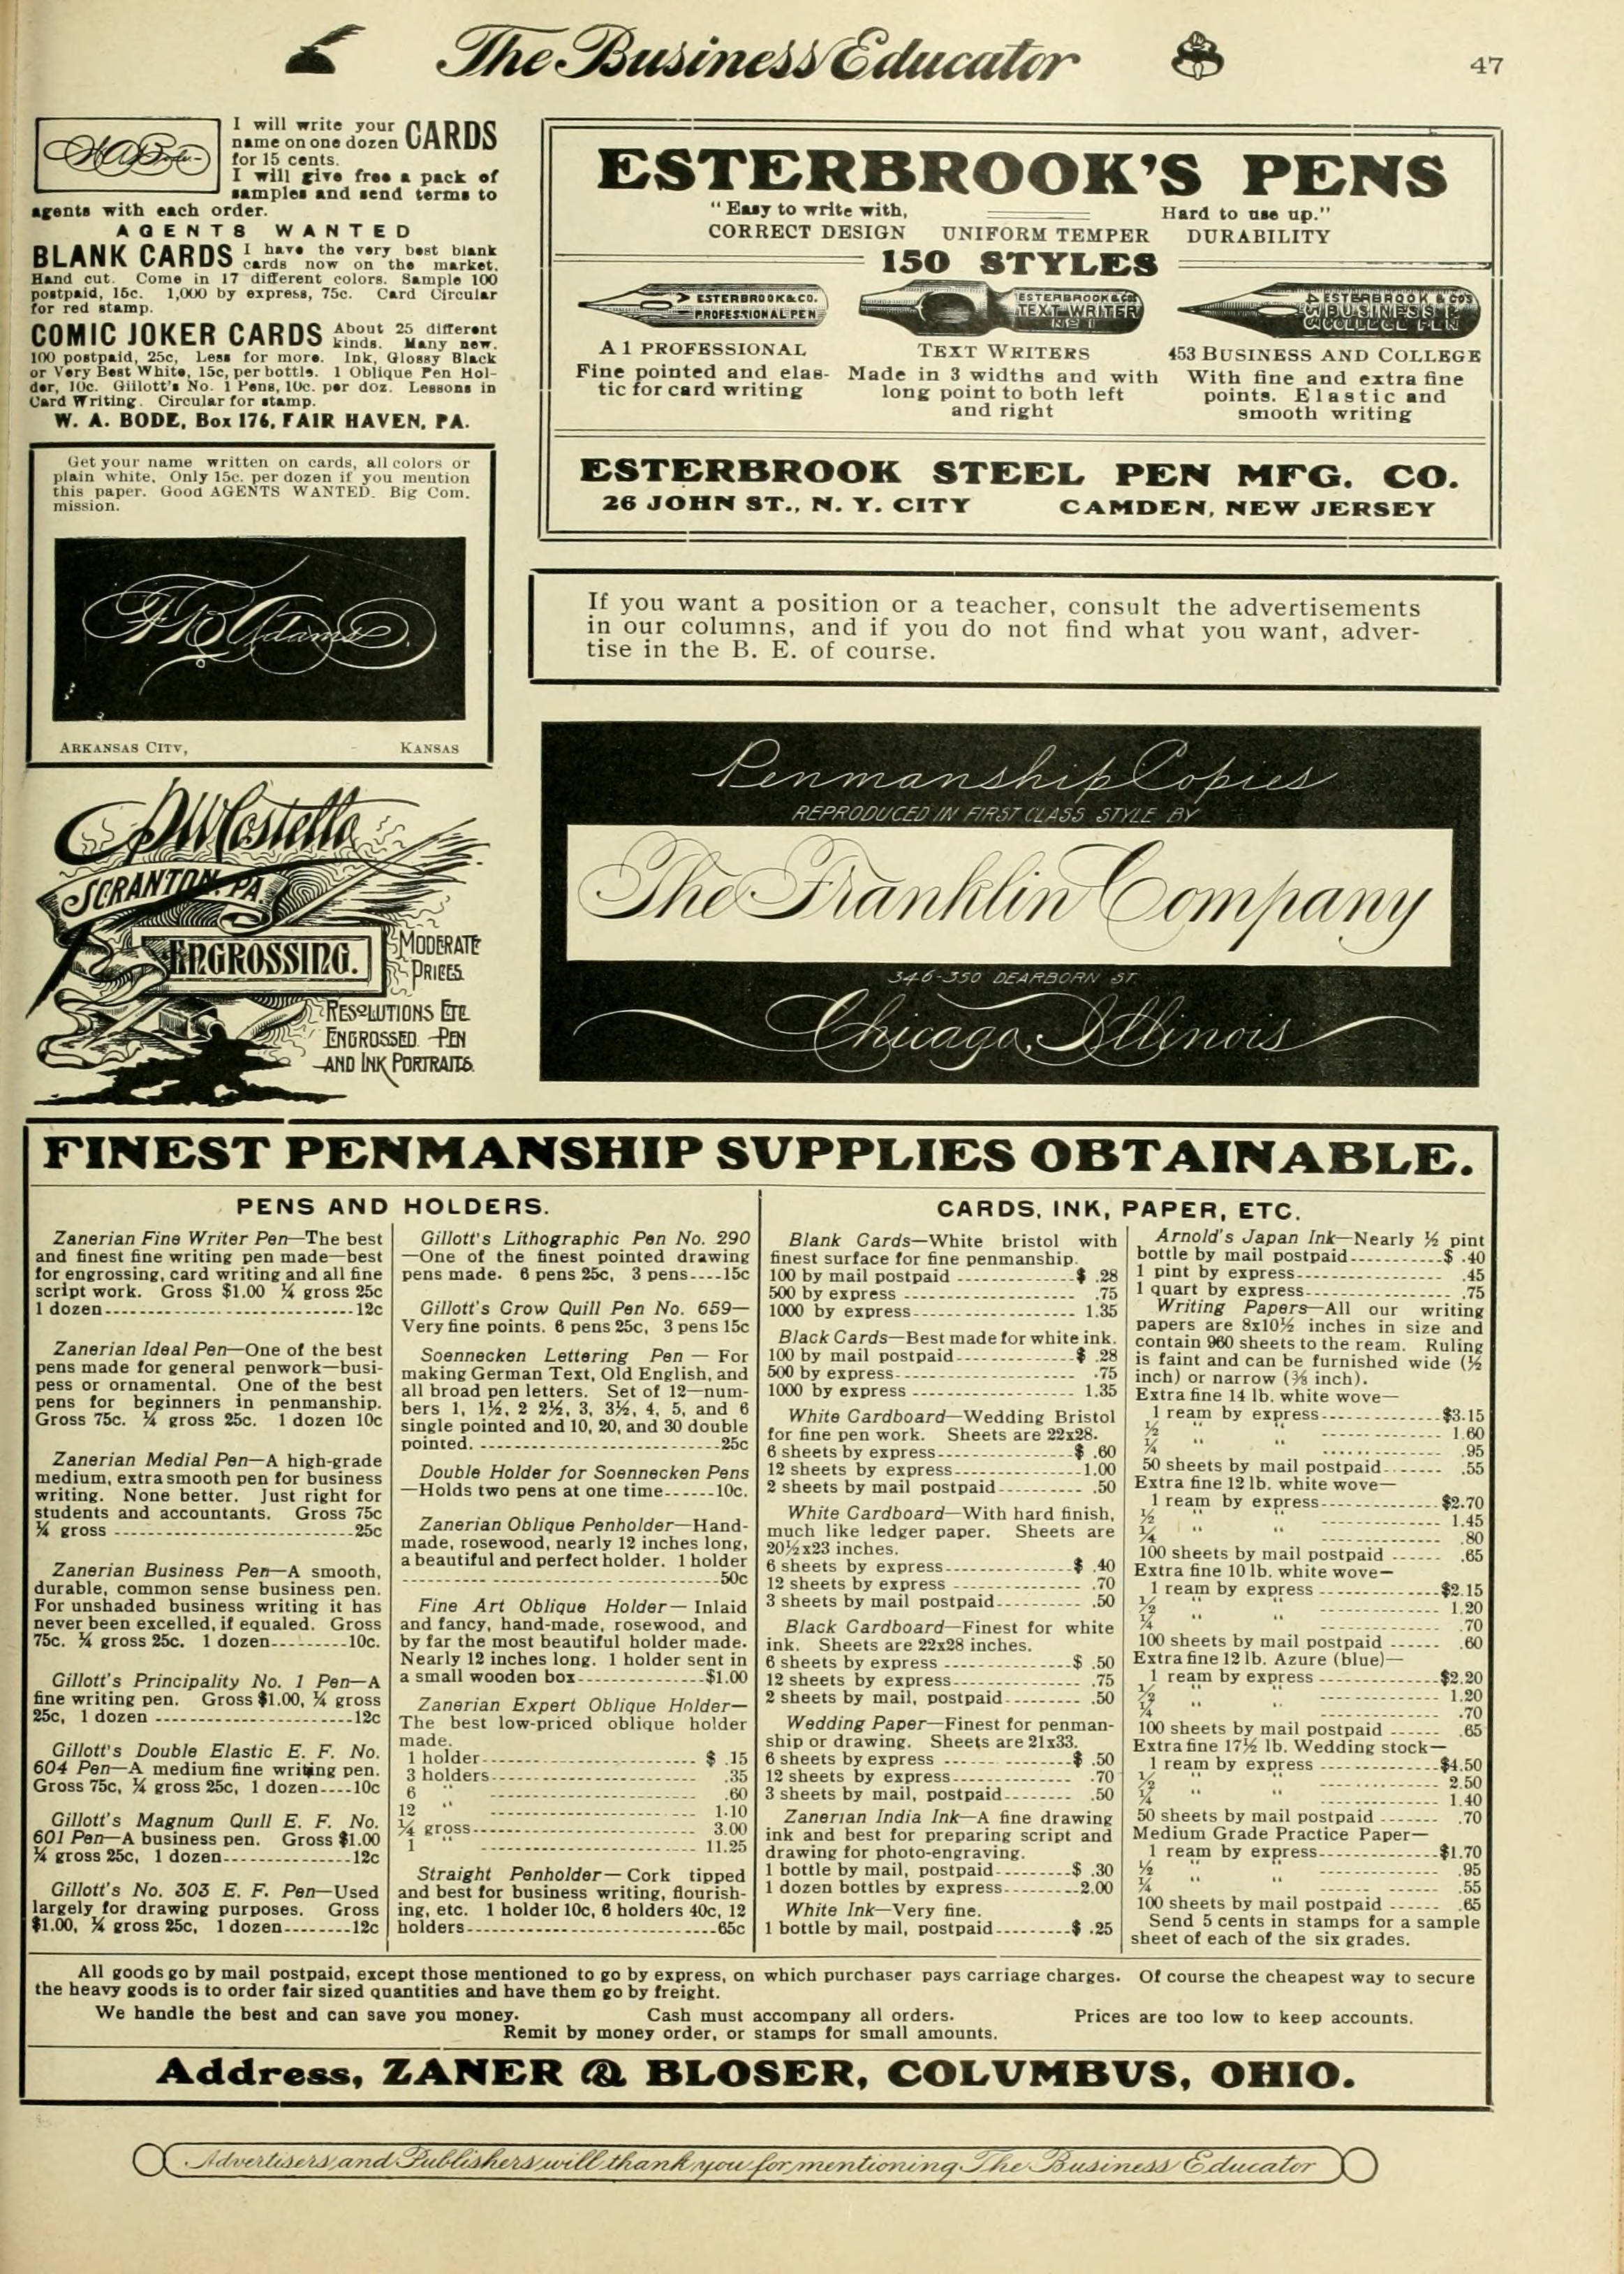 The Business Educator
47
I will write your CARDS
name on one dozen
for 15 cents.
I will give free a pack of
samples and send terms to
agents with each order.
AGENTS WANTED
BLANK CARDS I have the very best blank
cards now on the market.
Hand cut. Come in 17 different colors. Sample 100
postpaid, 15c. 1,000 by express, 75c. Card Circular
for red stamp.
COMIC JOKER CARDS About 25 different
kinds. Many new.
100 postpaid, 25c, Less for more. Ink, Glossy Black
or Very Best White, 15c, per bottle. 1 Oblique Pen Hol-
der, 10c. Gillott's No. 1 Pens, 10c. per doz. Lessons in
Card Writing. Circular for stamp.
W. A. BODE, Box 176, FAIR HAVEN, PA.
Get your name written on cards, all colors or
plain white. Only 15c. per dozen if you mention
this paper. Good AGENTS WANTED. Big Com.
mission.
F B Adams.
ARKANSAS CITY, KANSAS
PW Costello
SCRANTON, PA.
ENGROSSING.
MODERATE
PRICES.
RESOLUTIONS ETC.
ENGROSSED. PEN
AND INK PORTRAITS.
ESTERBROOK'S PENS
"Easy to write with, Hard to use up."
CORRECT DESIGN UNIFORM TEMPER DURABILITY
150 STYLES
ESTERBROOK & CO.
PROFESSIONAL PEN
ESTERBROOK & CO'S
TEXT WRITER
No 1
ESTERBROOK & CO'S
BUSINESS &
COLLEGE PEN
A 1 PROFESSIONAL
Fine pointed and elas-
tic for card writing
TEXT WRITERS
Made in 3 widths and with
long point to both left
and right
453 BUSINESS AND COLLEGE
With fine and extra fine
points. Elastic and
smooth writing
ESTERBROOK STEEL PEN MFG. CO.
26 JOHN ST., N. Y. CITY CAMDEN, NEW JERSEY
If you want a position or a teacher, consult the advertisements
in our columns, and if you do not find what you want, adver-
tise in the B. E. of course.
Penmanship Copies
REPRODUCED IN FIRST CLASS STYLE BY
The Franklin Company
346-350 DEARBORN ST.
Chicago, Illinois
FINEST PENMANSHIP SUPPLIES OBTAINABLE.
PENS AND HOLDERS.
Zanerian Fine Writer Pen—The best
and finest fine writing pen made—best
for engrossing, card writing and all fine
script work. Gross $1.00 ¼ gross 25c
1 dozen------12c
Zanerian Ideal Pen—One of the best
pens made for general penwork—busi-
pess or ornamental. One of the best
pens for beginners in penmanship.
Gross 75c. ¼ gross 25c. 1 dozen 10c
Zanerian Medial Pen—A high-grade
medium, extra smooth pen for business
writing. None better. Just right for
students and accountants. Gross 75c
¼ gross ------25c
Zanerian Business Pen—A smooth,
durable, common sense business pen.
For unshaded business writing it has
never been excelled, if equaled. Gross
75c. ¼ gross 25c. 1 dozen------10c.
Gillott's Principality No. 1 Pen—A
fine writing pen. Gross $1.00, ¼ gross
25c, 1 dozen ------12c
Gillott's Double Elastic E. F. No.
604 Pen—A medium fine writing pen.
Gross 75c, ¼ gross 25c, 1 dozen----10c
Gillott's Magnum Quill E. F. No.
601 Pen—A business pen. Gross $1.00
¼ gross 25c, 1 dozen------12c
Gillott's No. 303 E. F. Pen—Used
largely for drawing purposes. Gross
$1.00, ¼ gross 25c, 1 dozen------12c
Gillott's Lithographic Pen No. 290
—One of the finest pointed drawing
pens made. 6 pens 25c, 3 pens----15c
Gillott's Crow Quill Pen No. 659—
Very fine points. 6 pens 25c, 3 pens 15c
Soennecken Lettering Pen — For
making German Text, Old English, and
all broad pen letters. Set of 12—num-
bers 1, 1½, 2 2½, 3, 3½, 4, 5, and 6
single pointed and 10, 20, and 30 double
pointed. ------25c
Double Holder for Soennecken Pens
—Holds two pens at one time------10c.
Zanerian Oblique Penholder—Hand-
made, rosewood, nearly 12 inches long,
a beautiful and perfect holder. 1 holder
------50c
Fine Art Oblique Holder—Inlaid
and fancy, hand-made, rosewood, and
by far the most beautiful holder made.
Nearly 12 inches long. 1 holder sent in
a small wooden box------$1.00
Zanerian Expert Oblique Holder—
The best low-priced oblique holder
made.
1 holder------$ .15
3 holders------.35
6 " ------.60
12 " ------1.10
¼ gross------3.00
1 " ------11.25
Straight Penholder—Cork tipped
and best for business writing, flourish-
ing, etc. 1 holder 10c, 6 holders 40c, 12
holders------65c
CARDS, INK, PAPER, ETC.
Blank Cards—White bristol with
finest surface for fine penmanship.
100 by mail postpaid ------$ .28
500 by express ------.75
1000 by express------1.35
Black Cards—Best made for white ink.
100 by mail postpaid------$ .28
500 by express------.75
1000 by express ------1.35
White Cardboard—Wedding Bristol
for fine pen work. Sheets are 22x28.
6 sheets by express------$ .60
12 sheets by express------1.00
2 sheets by mail postpaid------.50
White Cardboard—With hard finish,
much like ledger paper. Sheets are
20½x23 inches.
6 sheets by express------$ .40
12 sheets by express ------.70
3 sheets by mail postpaid------.50
Black Cardboard—Finest for white
ink. Sheets are 22x28 inches.
6 sheets by express ------$ .50
12 sheets by express------.75
2 sheets by mail, postpaid------.50
Wedding Paper—Finest for penman-
ship or drawing. Sheets are 21x33.
6 sheets by express ------$ .50
12 sheets by express------.70
3 sheets by mail, postpaid------.50
Zanerian India Ink—A fine drawing
ink and best for preparing script and
drawing for photo-engraving.
1 bottle by mail, postpaid------$ .30
1 dozen bottles by express------2.00
White Ink—Very fine.
1 bottle by mail, postpaid------$ .25
Arnold's Japan Ink—Nearly ½ pint
bottle by mail postpaid------$ .40
1 pint by express------.45
1 quart by express------.75
Writing Papers—All our writing
papers are 8x10½ inches in size and
contain 960 sheets to the ream. Ruling
is faint and can be furnished wide (½
inch) or narrow (⅜ inch).
Extra fine 14 lb. white wove—
1 ream by express------$3.15
½ " " ------1.60
¼ " " ------.95
50 sheets by mail postpaid------.55
Extra fine 12 lb. white wove—
1 ream by express------$2.70
½ " " ------1.45
¼ " " ------.80
100 sheets by mail postpaid ------.65
Extra fine 10 lb. white wove—
1 ream by express ------$2.15
½ " " ------1.20
¼ " " ------.70
100 sheets by mail postpaid ------.60
Extra fine 12 lb. Azure (blue)—
1 ream by express ------$2.20
½ " " ------1.20
¼ " " ------.70
100 sheets by mail postpaid ------.65
Extra fine 17½ lb. Wedding stock—
1 ream by express ------$4.50
½ " " ------2.50
¼ " " ------1.40
50 sheets by mail postpaid ------.70
Medium Grade Practice Paper—
1 ream by express------$1.70
½ " " ------.95
¼ " " ------.55
100 sheets by mail postpaid ------.65
Send 5 cents in stamps for a sample
sheet of each of the six grades.
All goods go by mail postpaid, except those mentioned to go by express, on which purchaser pays carriage charges. Of course the cheapest way to secure
the heavy goods is to order fair sized quantities and have them go by freight.
We handle the best and can save you money. Cash must accompany all orders. Prices are too low to keep accounts.
Remit by money order, or stamps for small amounts.
Address, ZANER & BLOSER, COLUMBUS, OHIO.
Advertisers and Publishers will thank you for mentioning The Business Educator